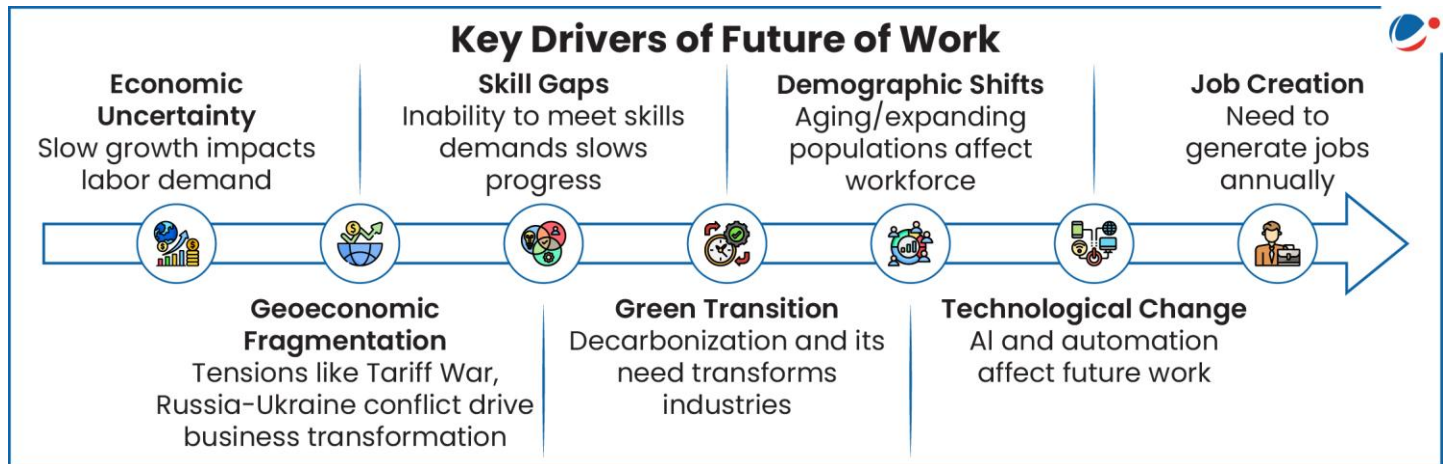 Key Drivers of Future of Work
Economic
Uncertainty
Slow growth impacts
labor demand
Geoeconomic
Fragmentation
Tensions like Tariff War,
Russia-Ukraine conflict drive
business transformation
Skill Gaps
Inability to meet skills
demands slows
progress
Green Transition
Decarbonization and its
need transforms
industries
Demographic Shifts
Aging/expanding
populations affect
workforce
Technological Change
AI and automation
affect future work
Job Creation
Need to
generate jobs
annually